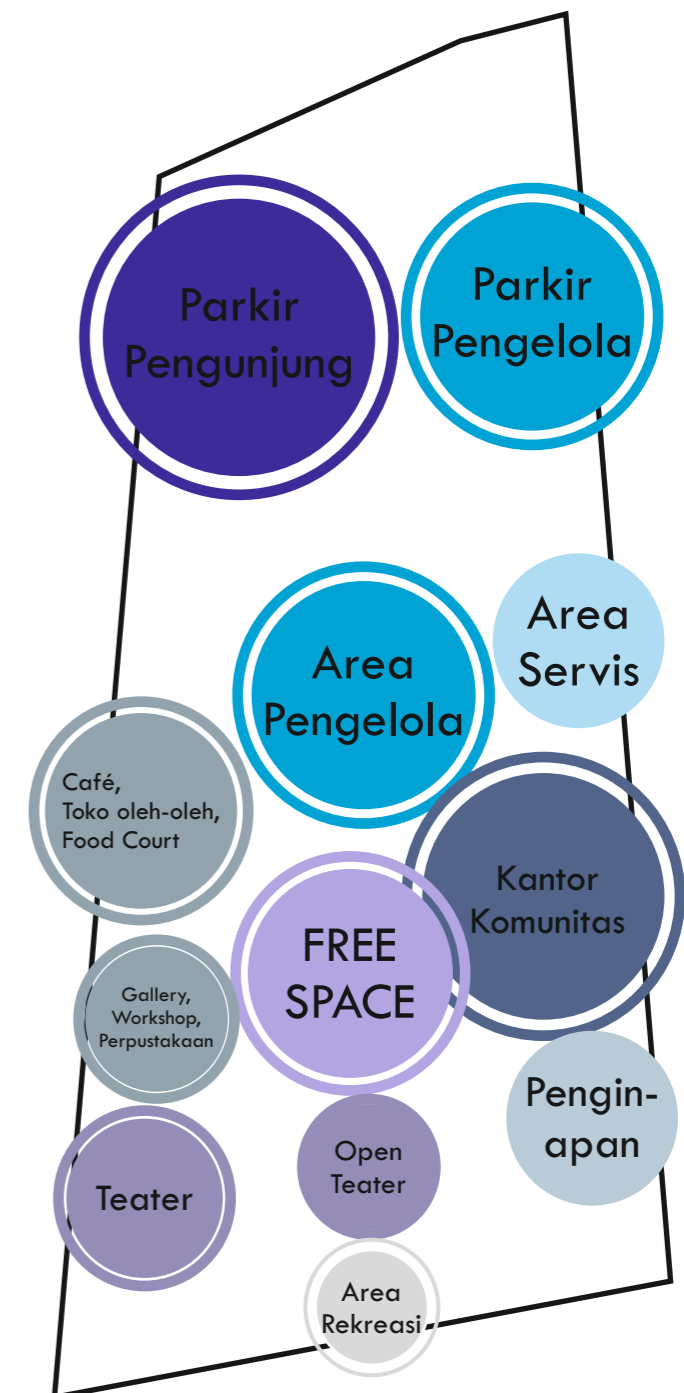 Parkir
Pengunjung
Parkir
Pengelola
Area
Servis
Area
Pengelola
Café,
Toko oleh-oleh,
Food Court
Kantor
Komunitas
FREE
SPACE
Gallery,
Workshop,
Perpustakaan
Pengin-
apan
Teater
Open
Teater
Area
Rekreasi